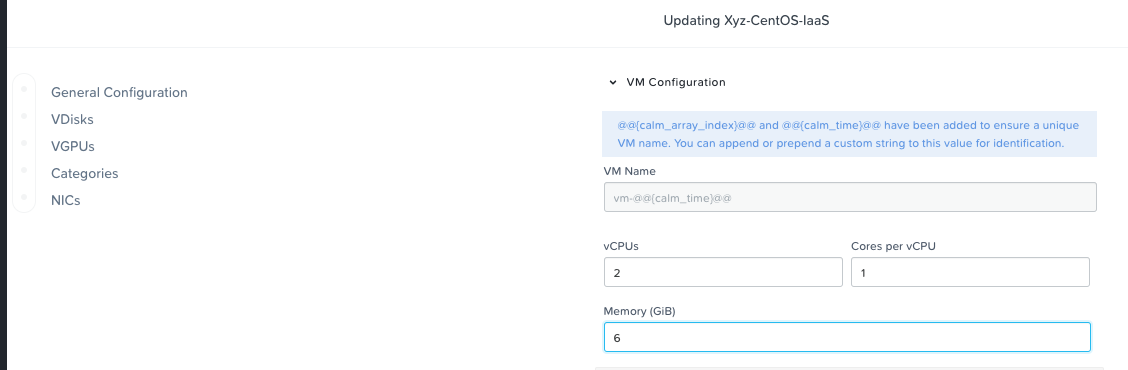 Updating Xyz-CentOS-IaaS
General Configuration
VDisks
VGPUs
Categories
NICs
VM Configuration
@@{calm_array_index}@@ and @@{calm_time}@@ have been added to ensure a unique
VM name. You can append or prepend a custom string to this value for identification.
VM Name
vm-@@{calm_time}@@
vCPUs
Cores per vCPU
2
1
Memory (GiB)
6